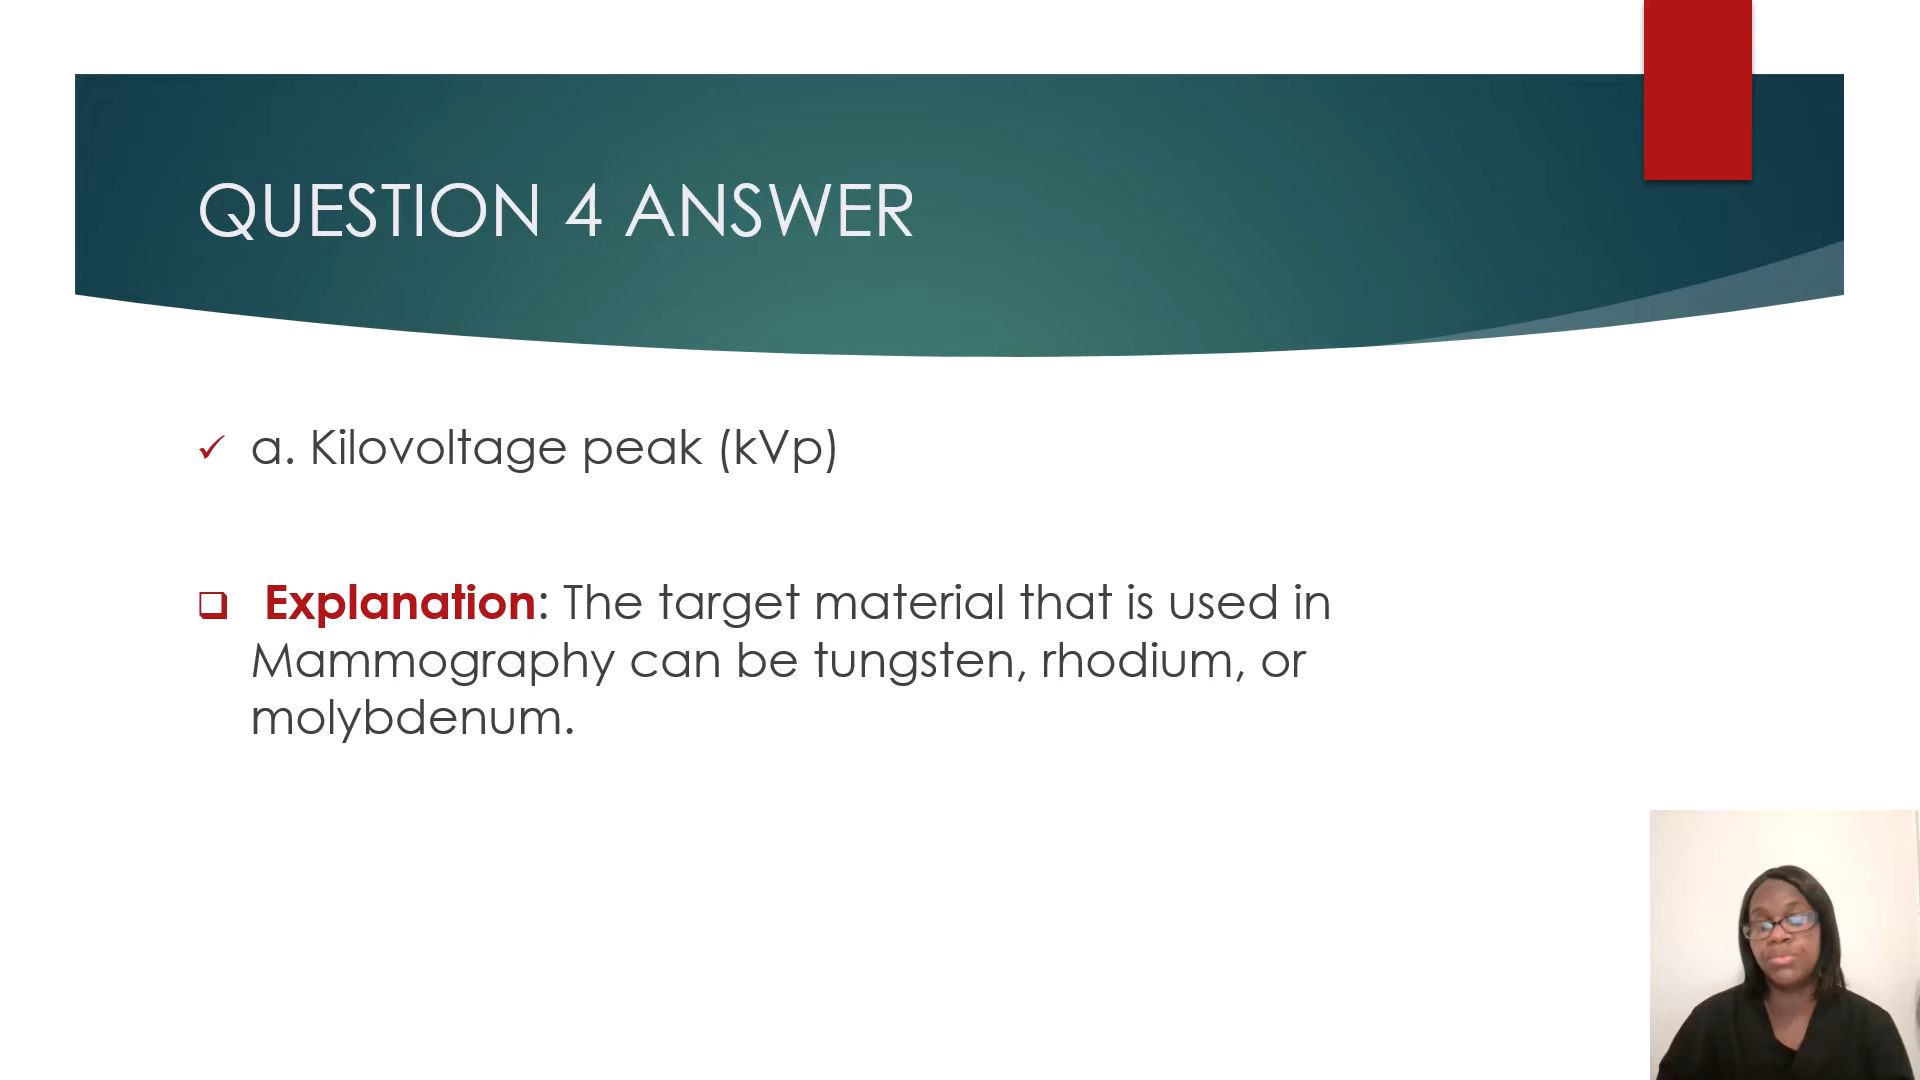 QUESTION 4 ANSWER
a. Kilovoltage peak (kVp)
Explanation: The target material that is used in
Mammography can be tungsten, rhodium, or
molybdenum.